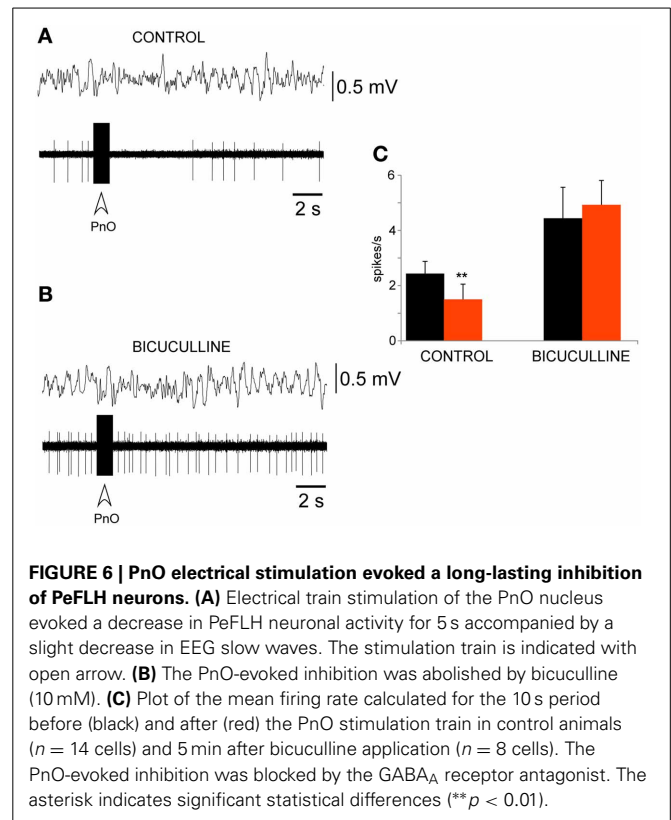 A
CONTROL
0.5 mV
PnO
2 s
C
6
4
2
0
spikes/s
**
CONTROL
BICUCULLINE
B
BICUCULLINE
0.5 mV
PnO
2 s
FIGURE 6 | PnO electrical stimulation evoked a long-lasting inhibition
of PeFLH neurons. (A) Electrical train stimulation of the PnO nucleus
evoked a decrease in PeFLH neuronal activity for 5 s accompanied by a
slight decrease in EEG slow waves. The stimulation train is indicated with
open arrow. (B) The PnO-evoked inhibition was abolished by bicuculline
(10 mM). (C) Plot of the mean firing rate calculated for the 10 s period
before (black) and after (red) the PnO stimulation train in control animals
(n = 14 cells) and 5 min after bicuculline application (n = 8 cells). The
PnO-evoked inhibition was blocked by the GABAA receptor antagonist. The
asterisk indicates significant statistical differences (**p < 0.01).